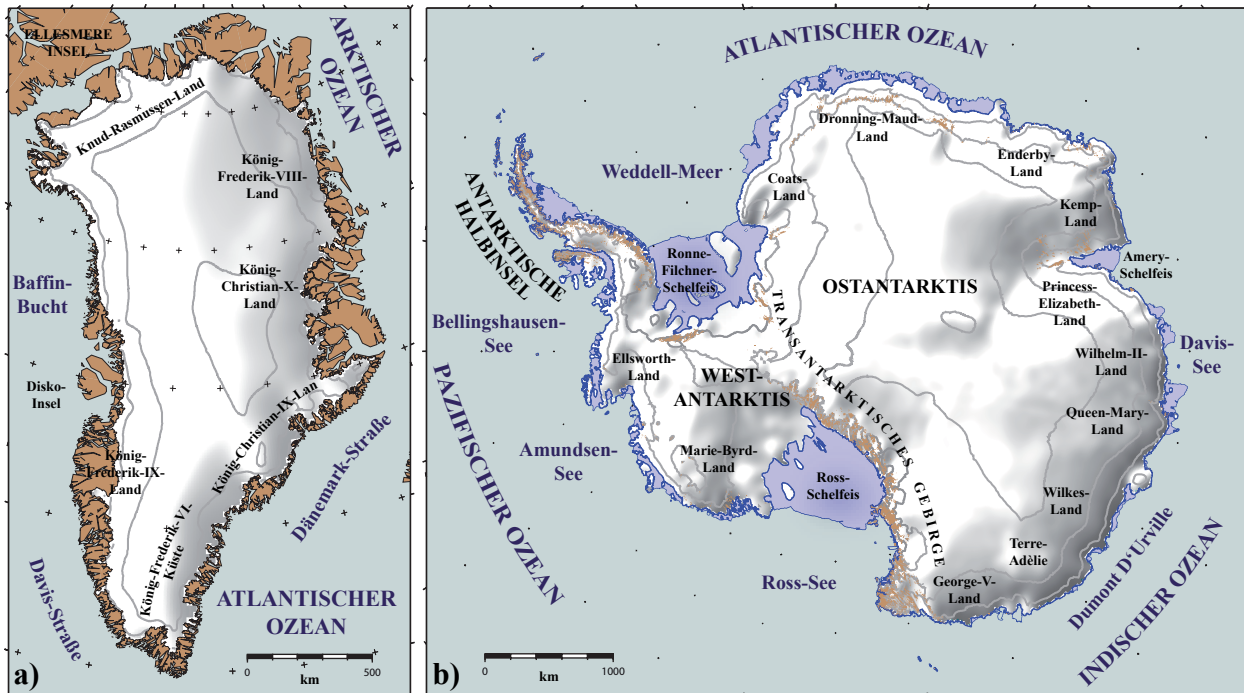 ELLESMERE
INSEL
ARKTISCHER
OZEAN
Knud-Rasmussen-Land
König-
Frederik-VIII-
Land
König-
Christian-X-
Land
Baffin-
Bucht
Disko-
Insel
König-
Frederik-IX-
Land
König-Christian-IX-Lan
Dänemark-Straße
König-Frederik-VI-
Küste
Davis-Straße
ATLANTISCHER
OZEAN
0 500
km
a)
ATLANTISCHER OZEAN
Dronning-Maud-
Land
Enderby-
Land
Weddell-Meer
Coats-
Land
Kemp-
Land
ANTARKTISCHE
HALBINSEL
Ronne-
Filchner-
Schelfeis
Amery-
Schelfeis
OSTANTARKTIS
Princess-
Elizabeth-
Land
Bellingshausen-
See
TRANSANTARKTISCHES GEBIRGE
Davis-
See
Wilhelm-II-
Land
Ellsworth-
Land
WEST-
ANTARKTIS
Queen-Mary-
Land
PAZIFISCHER OZEAN
Amundsen-
See
Marie-Byrd-
Land
Ross-
Schelfeis
Wilkes-
Land
Terre-
Adèlie
Ross-See
George-V-
Land
Dumont D‘Urville
INDISCHER OZEAN
0 1000
km
b)